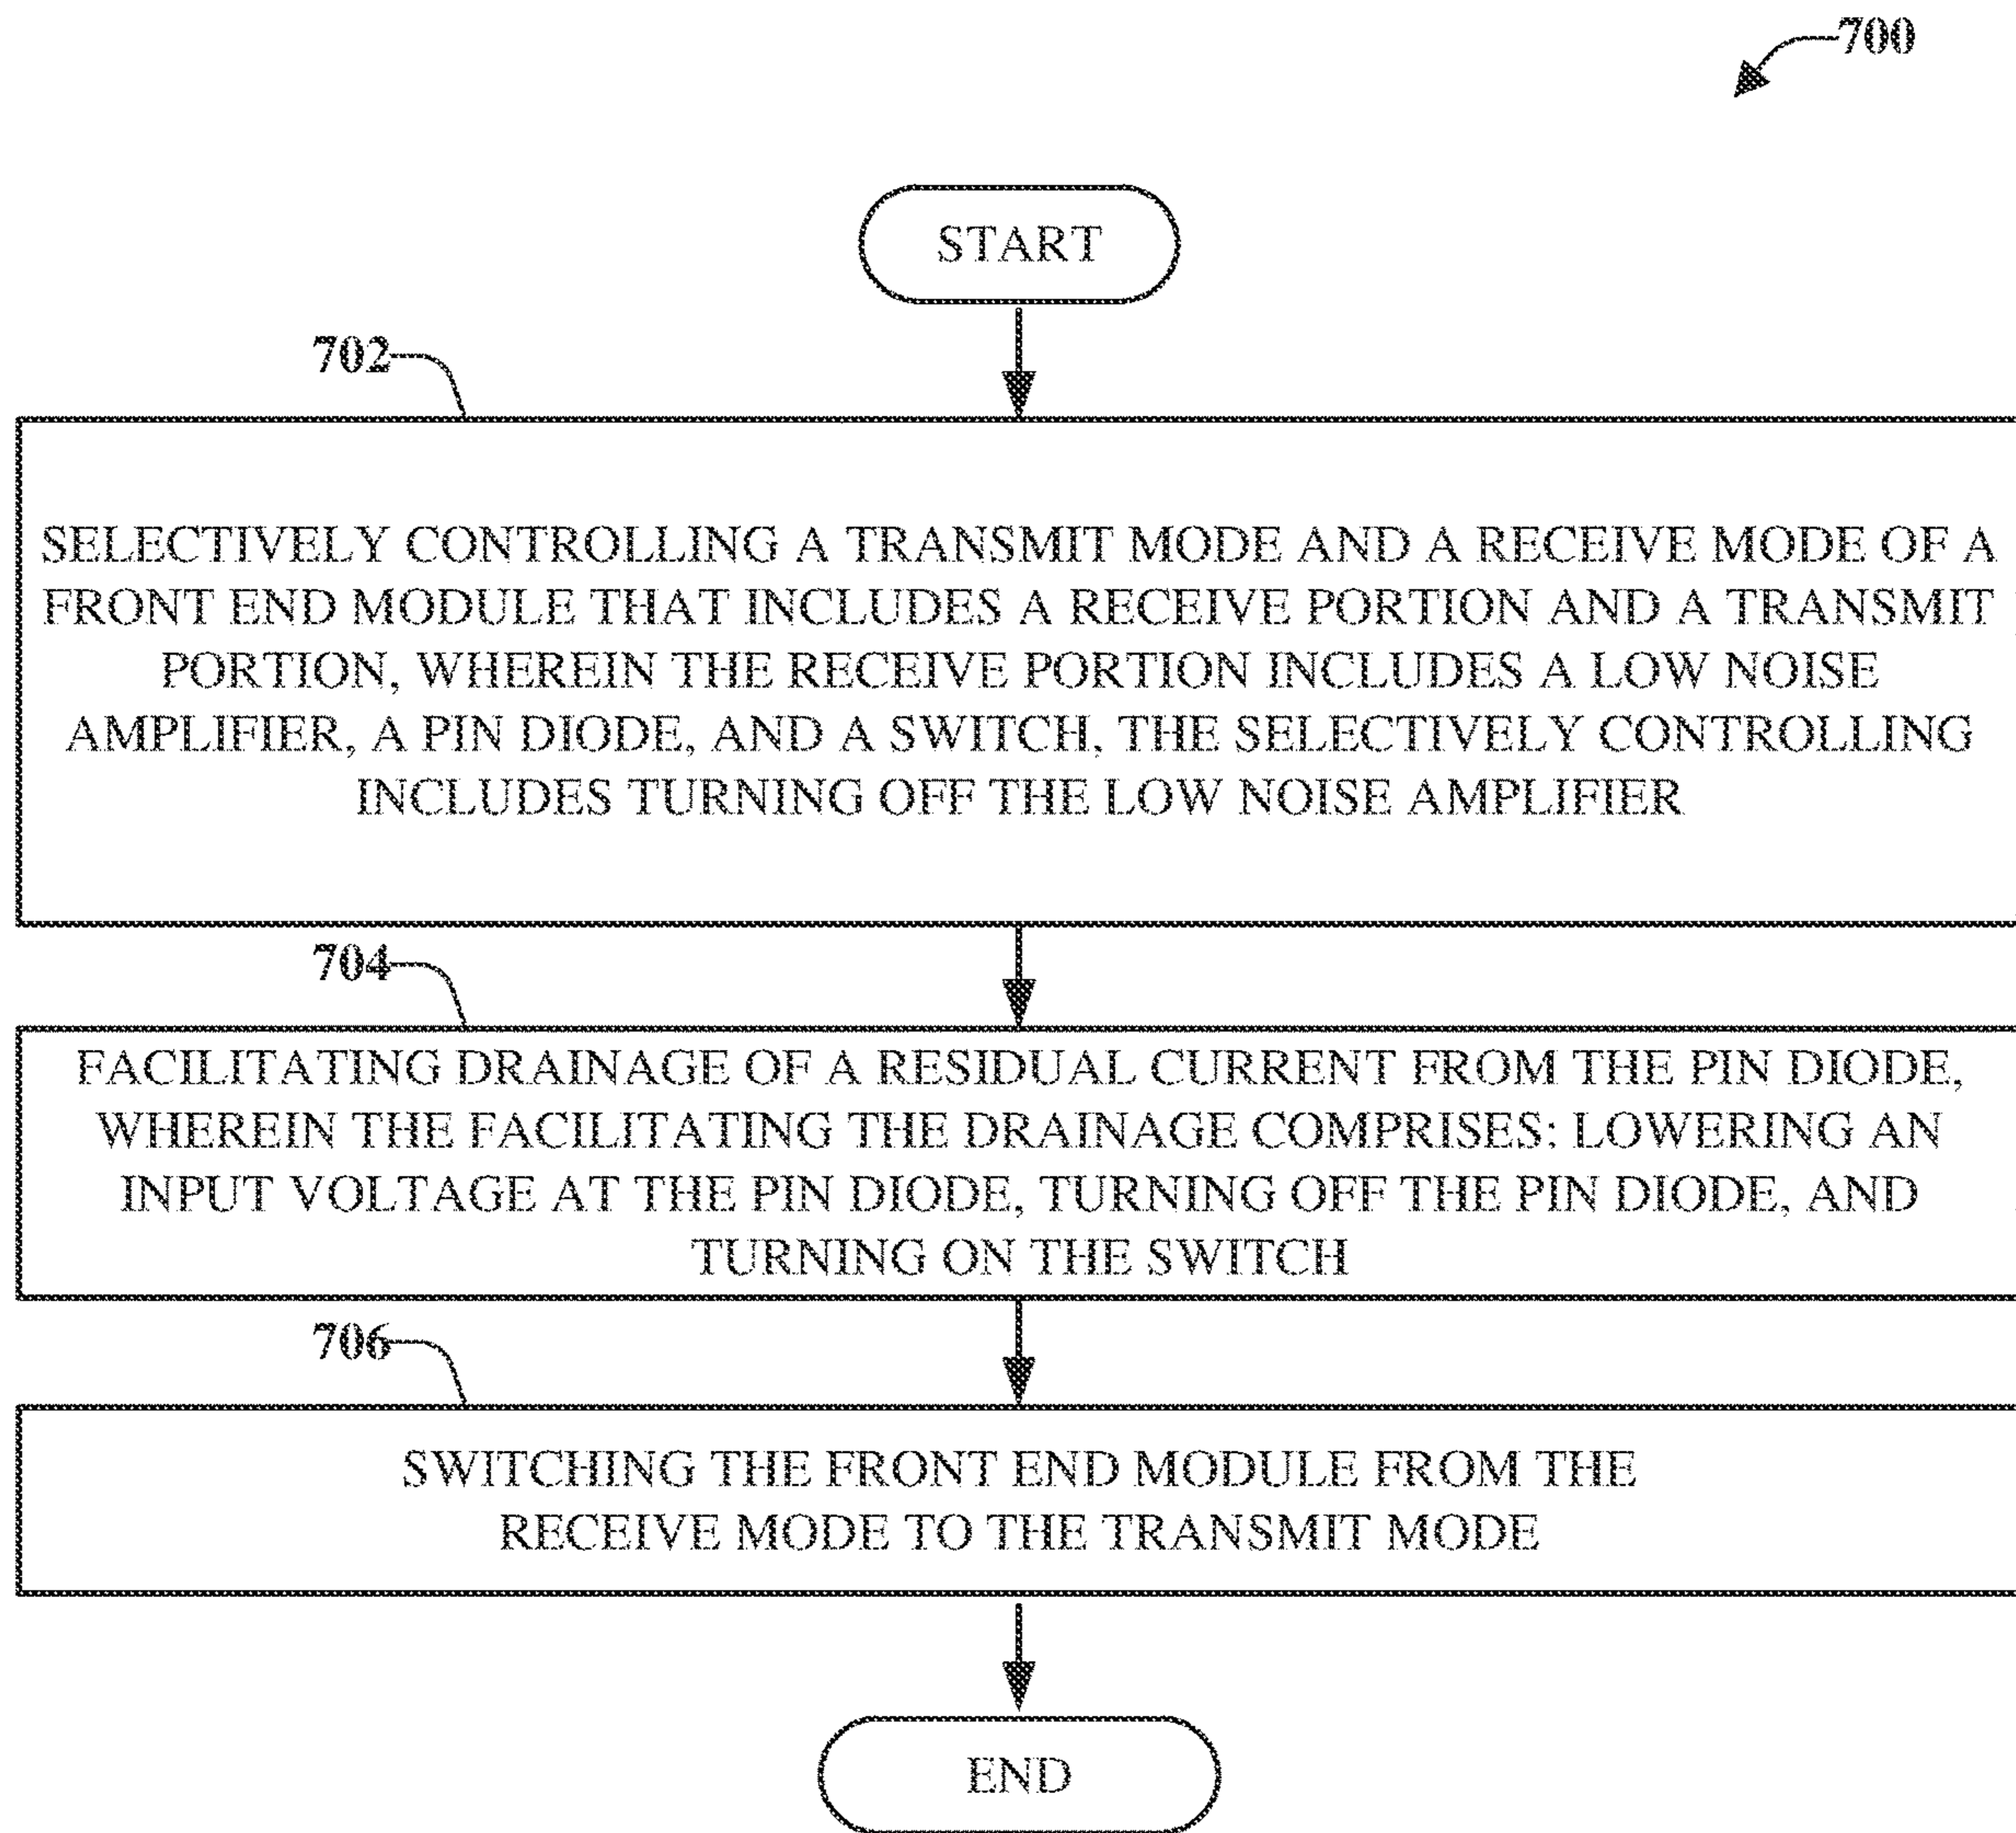 700
START
702
SELECTIVELY CONTROLLING A TRANSMIT MODE AND A RECEIVE MODE OF A
FRONT END MODULE THAT INCLUDES A RECEIVE PORTION AND A TRANSMIT
PORTION, WHEREIN THE RECEIVE PORTION INCLUDES A LOW NOISE
AMPLIFIER, A PIN DIODE, AND A SWITCH, THE SELECTIVELY CONTROLLING
INCLUDES TURNING OFF THE LOW NOISE AMPLIFIER
704
FACILITATING DRAINAGE OF A RESIDUAL CURRENT FROM THE PIN DIODE,
WHEREIN THE FACILITATING THE DRAINAGE COMPRISES: LOWERING AN
INPUT VOLTAGE AT THE PIN DIODE, TURNING OFF THE PIN DIODE, AND
TURNING ON THE SWITCH
706
SWITCHING THE FRONT END MODULE FROM THE
RECEIVE MODE TO THE TRANSMIT MODE
END